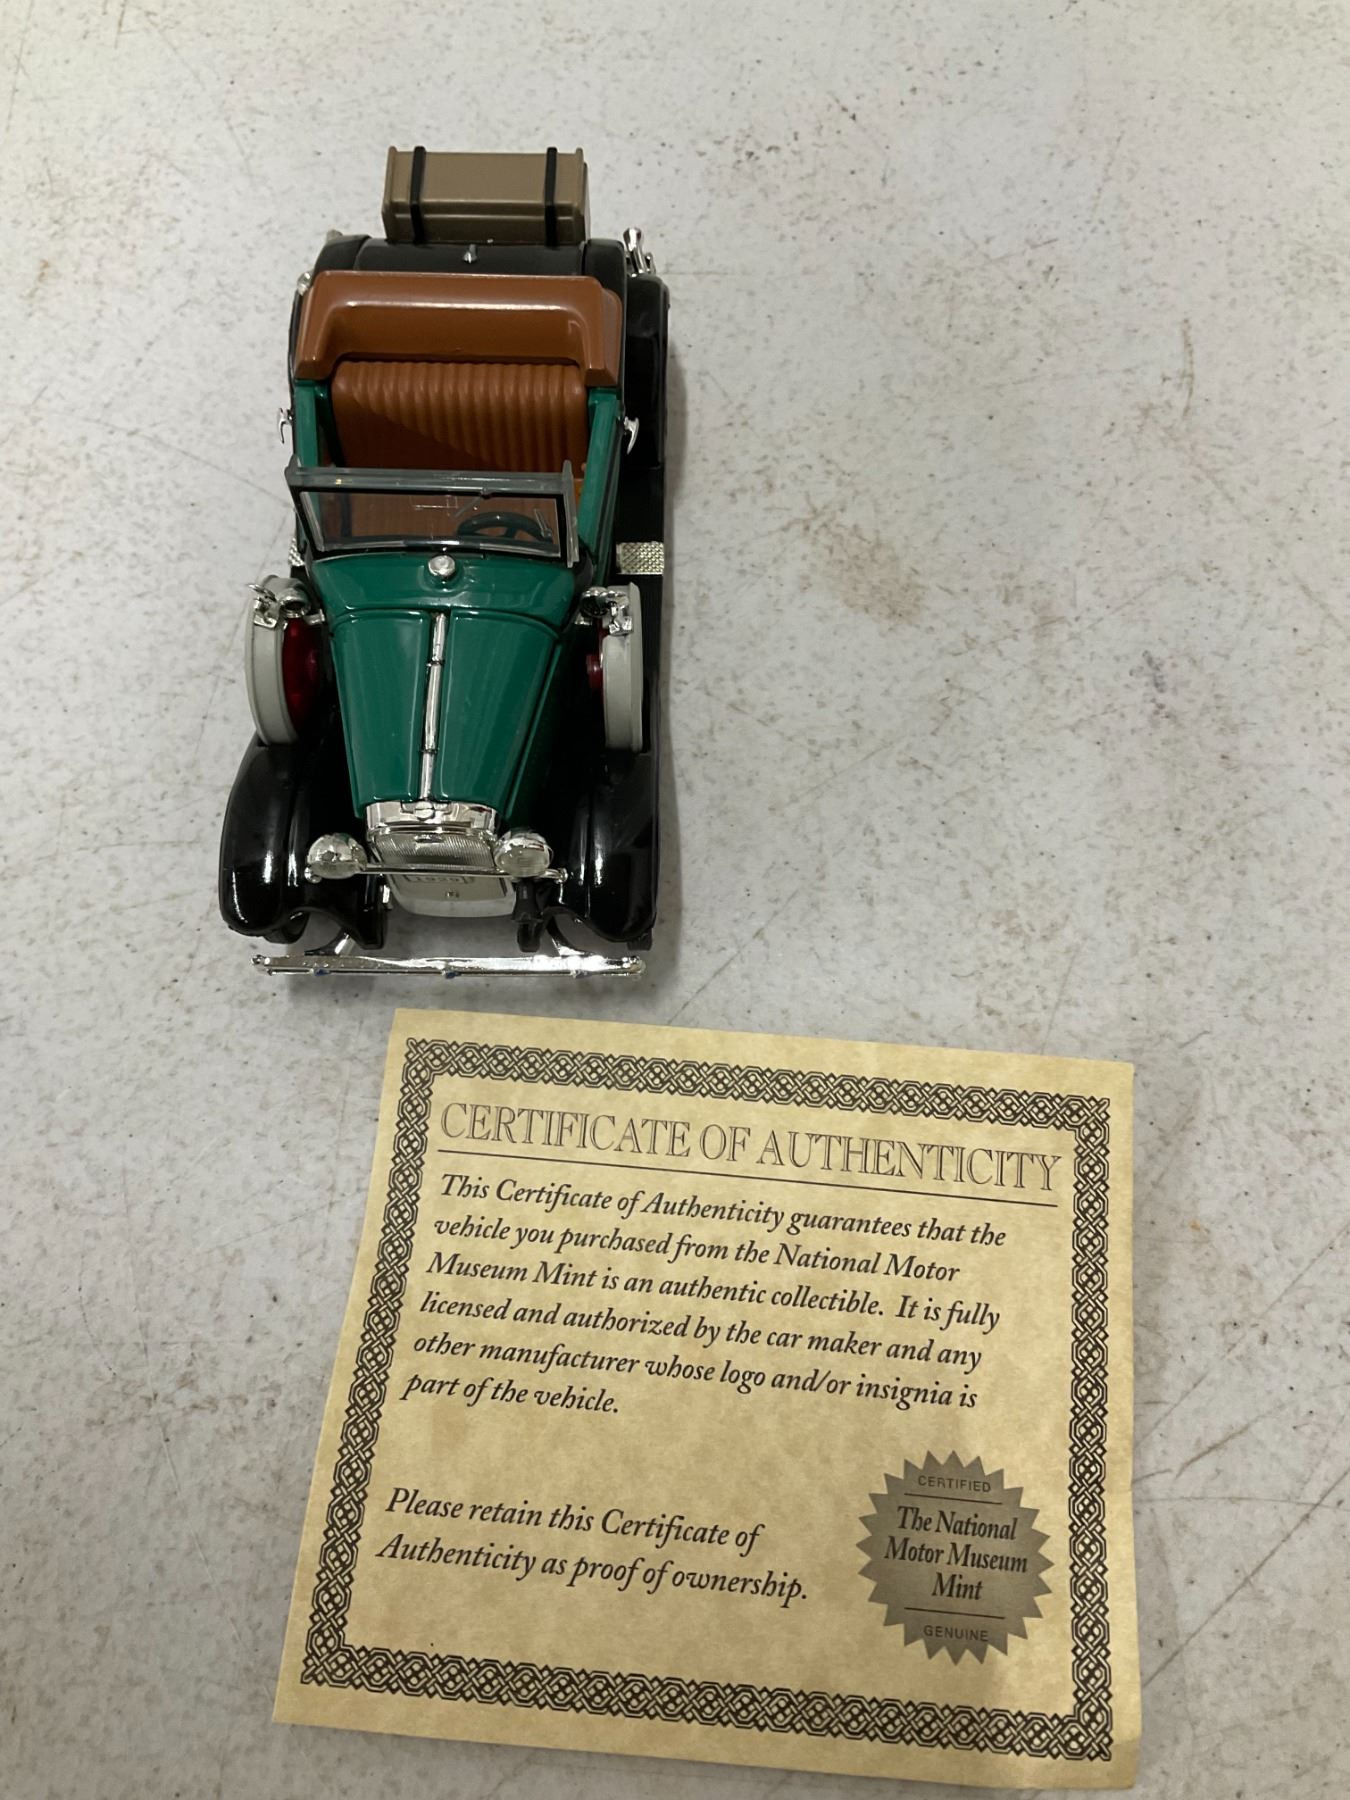 CERTIFICATE OF AUTHENTICITY
This Certificate of Authenticity guarantees that the
vehicle you purchased from the National Motor
Museum Mint is an authentic collectible. It is fully
licensed and authorized by the car maker and any
other manufacturer whose logo and/or insignia is
part of the vehicle.
Please retain this Certificate of
Authenticity as proof of ownership.
CERTIFIED
The National
Motor Museum
Mint
GENUINE